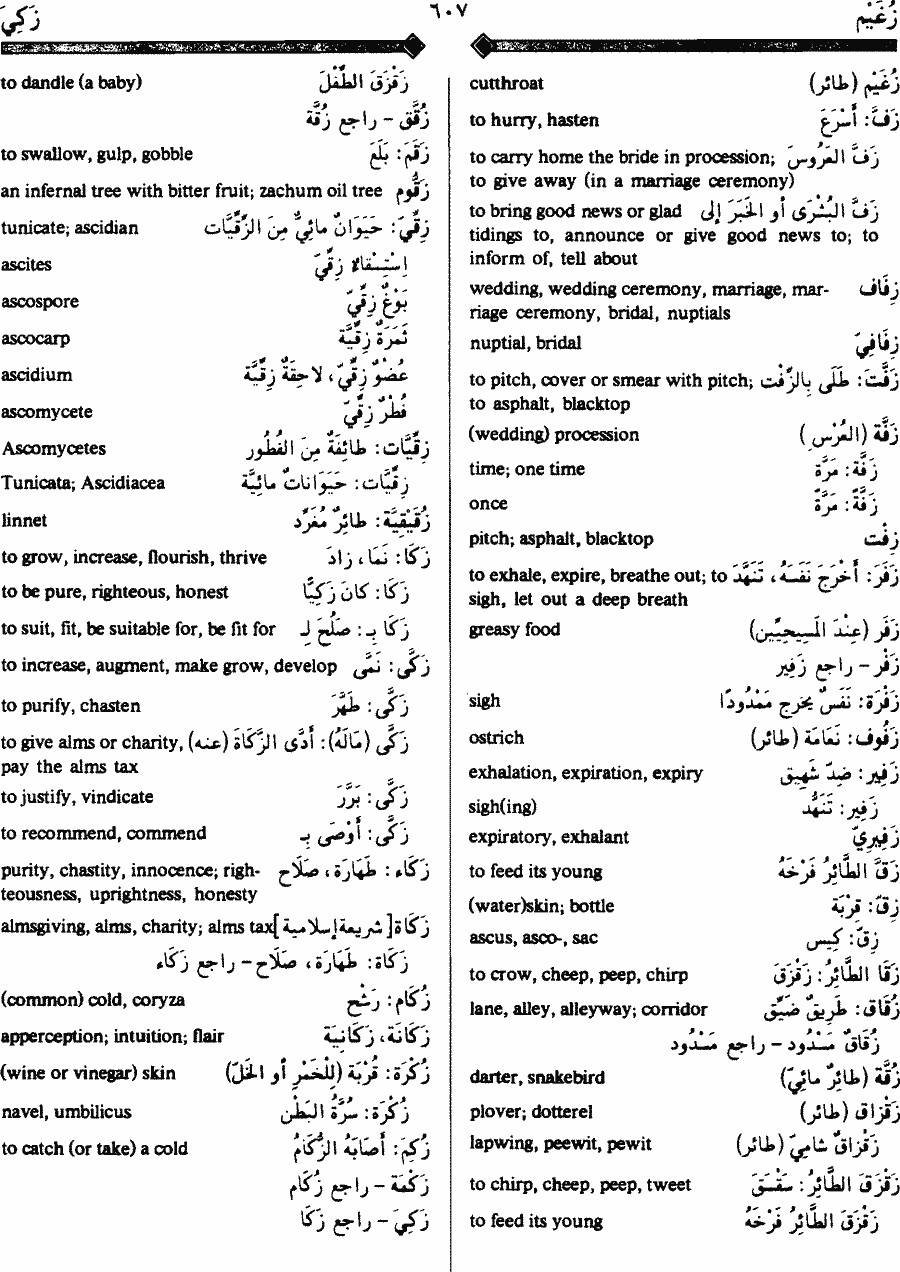 زُغَيْم
٦٠٧
زَكِيَ
زُغَيْم (طائر) cutthroat
زَفَّ: أَسْرَعَ to hurry, hasten
زَفَّ العَرُوسَ to carry home the bride in procession;
to give away (in a marriage ceremony)
زَفَّ البُشْرَى أو الخَبَرَ إلى to bring good news or glad
tidings to, announce or give good news to; to
inform of, tell about
زِفَاف wedding, wedding ceremony, marriage, mar-
riage ceremony, bridal, nuptials
زِفَافِيّ nuptial, bridal
زَفَّتَ: طَلَى بِالزِّفْت to pitch, cover or smear with pitch;
to asphalt, blacktop
زَفَّة (العُرْس) (wedding) procession
زَفَّة: مَرَّة time; one time
زَفَّةً: مَرَّةً once
زِفْت pitch; asphalt, blacktop
زَفَرَ: أَخْرَجَ نَفَسَهُ، تَنَهَّدَ to exhale, expire, breathe out; to
sigh, let out a deep breath
زَفَر (عِنْدَ المَسِيحِيِّين) greasy food
زَفْر - راجع زَفِير
زَفْرَة: نَفَسٌ يخرج مَمْدُودًا sigh
زَفُوف: نَعَامَة (طائر) ostrich
زَفِير: ضِدّ شَهِيق exhalation, expiration, expiry
زَفِير: تَنَهُّد sigh(ing)
زَفِيرِيّ expiratory, exhalant
زَقَّ الطَّائِرُ فَرْخَهُ to feed its young
زِقّ: قِرْبَة (water)skin; bottle
زِقّ: كِيس ascus, asco-, sac
زَقَا الطَّائِرُ: زَقْزَقَ to crow, cheep, peep, chirp
زُقَاق: طَرِيقٌ ضَيِّق lane, alley, alleyway; corridor
زُقَاقٌ مَسْدُود - راجع مَسْدُود
زُقَّة (طائِرٌ مائِيّ) darter, snakebird
زَقْزَاق (طائر) plover; dotterel
زَقْزَاقٌ شامِيّ (طائر) lapwing, peewit, pewit
زَقْزَقَ الطَّائِرُ: سَقْسَقَ to chirp, cheep, peep, tweet
زَقْزَقَ الطَّائِرُ فَرْخَهُ to feed its young
زَقْزَقَ الطِّفْلَ to dandle (a baby)
زُقَّق - راجع زُقَّة
زَقَمَ: بَلَعَ to swallow, gulp, gobble
زَقُّوم an infernal tree with bitter fruit; zachum oil tree
زِقِّيّ: حَيَوَانٌ مائِيٌّ مِنَ الزِّقِّيَّات tunicate; ascidian
اِسْتِسْقَاء زِقِّيّ ascites
بَوْغٌ زِقِّيّ ascospore
ثَمَرَةٌ زِقِّيَّة ascocarp
عُضْوٌ زِقِّيّ، لاحِقَةٌ زِقِّيَّة ascidium
فُطْرٌ زِقِّيّ ascomycete
زِقِّيَّات: طائِفَةٌ مِنَ الفُطُور Ascomycetes
زِقِّيَّات: حَيَوَانَاتٌ مائِيَّة Tunicata; Ascidiacea
زُقَيْقِيَّة: طائِرٌ مُغَرِّد linnet
زَكَا: نَمَا، زادَ to grow, increase, flourish, thrive
زَكَا: كانَ زَكِيًّا to be pure, righteous, honest
زَكَا بِـ: صَلُحَ لِـ to suit, fit, be suitable for, be fit for
زَكَّى: نَمَّى to increase, augment, make grow, develop
زَكَّى: طَهَّرَ to purify, chasten
زَكَّى (مَالَهُ): أَدَّى الزَّكَاةَ (عنه) to give alms or charity,
pay the alms tax
زَكَّى: بَرَّرَ to justify, vindicate
زَكَّى: أَوْصَى بِـ to recommend, commend
زَكَاء: طَهَارَة، صَلَاح purity, chastity, innocence; righ-
teousness, uprightness, honesty
زَكَاة [شريعة إسلامية] almsgiving, alms, charity; alms tax
زَكَاة: طَهَارَة، صَلَاح - راجع زَكَاء
زُكَام: رَشْح (common) cold, coryza
زَكَانَة، زَكَانِيَة apperception; intuition; flair
زُكْرَة: قِرْبَة (لِلْخَمْرِ أو الخَلّ) (wine or vinegar) skin
زُكْرَة: سُرَّةُ البَطْن navel, umbilicus
زُكِمَ: أصَابَهُ الزُّكَامُ to catch (or take) a cold
زَكْمَة - راجع زُكَام
زَكِيَ - راجع زَكَا